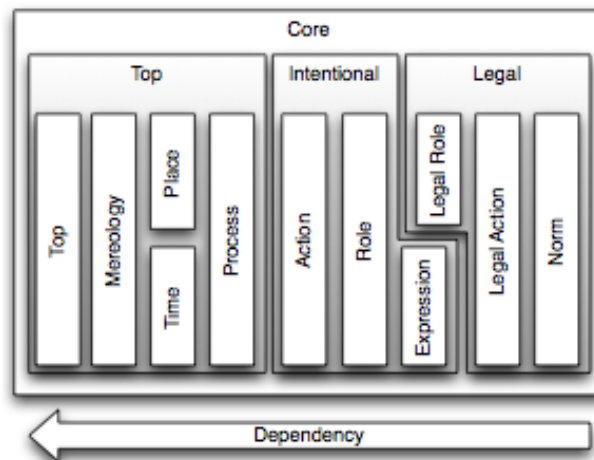 Core
Top
Intentional
Legal
Top
Mereology
Place
Time
Process
Action
Role
Expression
Legal Role
Legal Action
Norm
Dependency